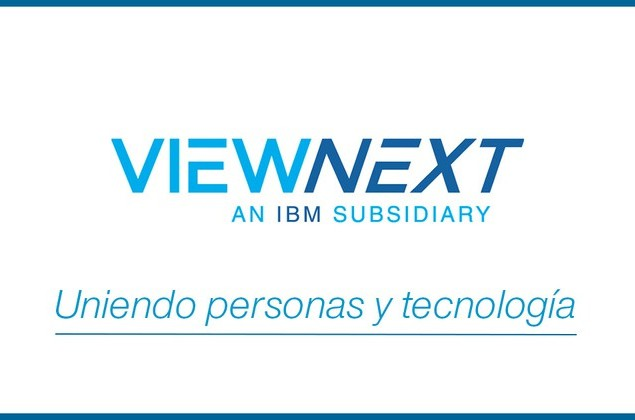 VIEWNEXT
AN IBM SUBSIDIARY
Uniendo personas y tecnología